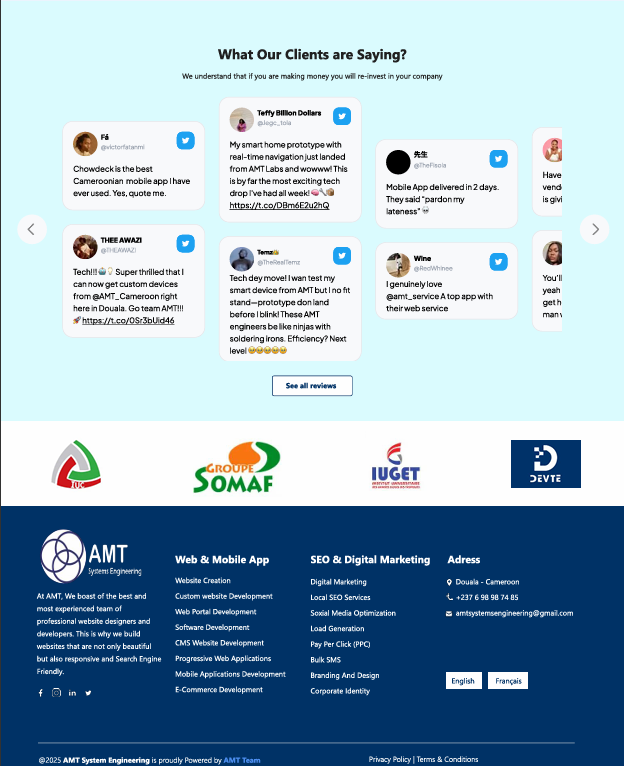 What Our Clients are Saying?
We understand that if you are making money you will re-invest in your company
Fá
@victorfatanmi
Chowdeck is the best
Cameroonian mobile app I have
ever used. Yes, quote me.
THEE AWAZI
@THEAWAZI
Tech!!!🤖💡 Super thrilled that I
can now get custom devices
from @AMT_Cameroon right
here in Douala. Go team AMT!!!
🚀 https://t.co/0Sr3bUid46
Teffy Billion Dollars
@Jegc_tola
My smart home prototype with
real-time navigation just landed
from AMT Labs and wowww! This
is by far the most exciting tech
drop I've had all week! 🧠🔧📦
https://t.co/DBm6E2u2hQ
Temz
@TheRealTemz
Tech dey move! I wan test my
smart device from AMT but I no fit
stand—prototype don land
before I blink! These AMT
engineers be like ninjas with
soldering irons. Efficiency? Next
level 🥹🥹🥹🥹🥹
先生
@TheFisola
Mobile App delivered in 2 days.
They said "pardon my
lateness" 💀
Wine
@RedWhinee
I genuinely love
@amt_service A top app with
their web service
Have
vend
is givi
You'll
yeah
get h
man v
See all reviews
IUC
GROUPE
SOMAF
IUGET
INSTITUT UNIVERSITAIRE
DEVTE
AMT
Systems Engineering
At AMT, We boast of the best and
most experienced team of
professional website designers and
developers. This is why we build
websites that are not only beautiful
but also responsive and Search Engine
Friendly.
Web & Mobile App
Website Creation
Custom website Development
Web Portal Development
Software Development
CMS Website Development
Progressive Web Applications
Mobile Applications Development
E-Commerce Development
SEO & Digital Marketing
Digital Marketing
Local SEO Services
Soxial Media Optimization
Load Generation
Pay Per Click (PPC)
Bulk SMS
Branding And Design
Corporate Identity
Adress
Douala - Cameroon
+237 6 98 98 74 85
amtsystemsengineering@gmail.com
English
Français
@2025 AMT System Engineering is proudly Powered by AMT Team
Privacy Policy | Terms & Conditions